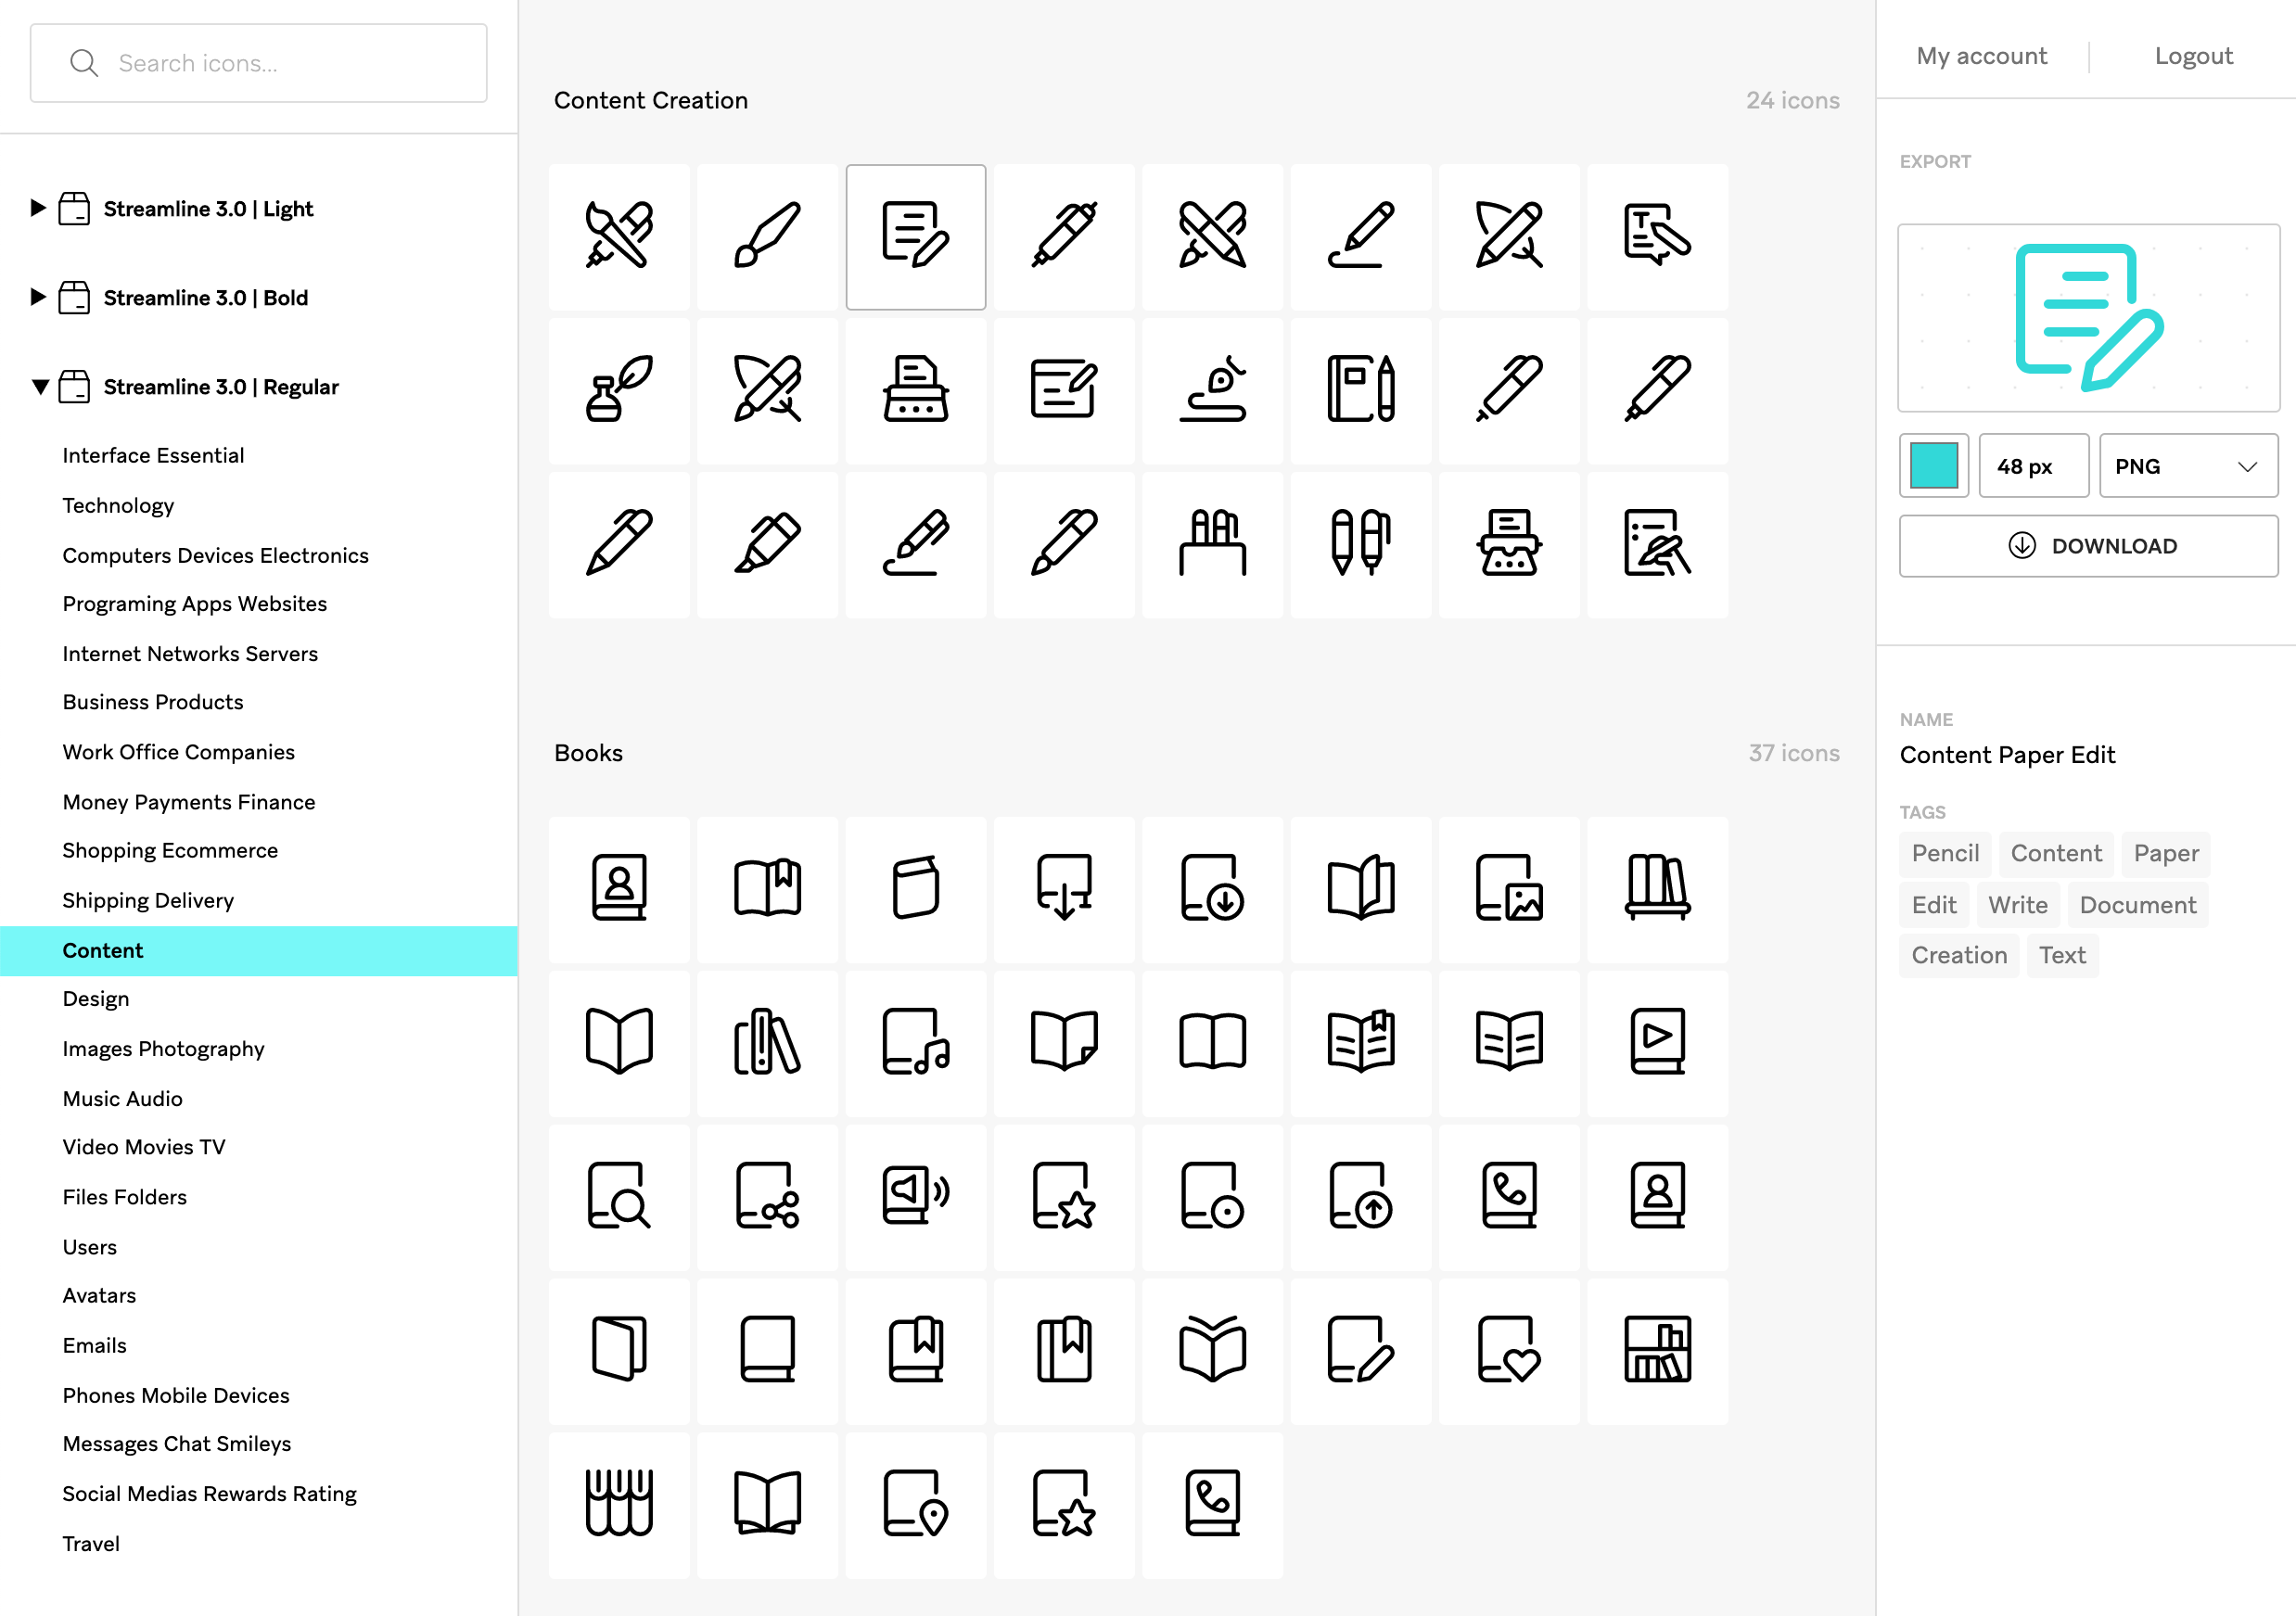 Search icons...
Streamline 3.0 | Light
Streamline 3.0 | Bold
Streamline 3.0 | Regular
Interface Essential
Technology
Computers Devices Electronics
Programing Apps Websites
Internet Networks Servers
Business Products
Work Office Companies
Money Payments Finance
Shopping Ecommerce
Shipping Delivery
Content
Design
Images Photography
Music Audio
Video Movies TV
Files Folders
Users
Avatars
Emails
Phones Mobile Devices
Messages Chat Smileys
Social Medias Rewards Rating
Travel
Content Creation 24 icons
Books 37 icons
My account Logout
EXPORT
48 px PNG
DOWNLOAD
NAME
Content Paper Edit
TAGS
Pencil Content Paper
Edit Write Document
Creation Text